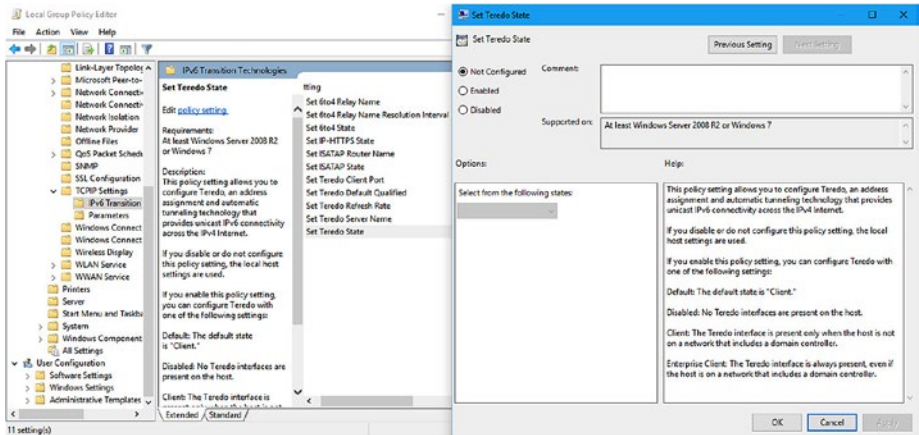 Local Group Policy Editor
File Action View Help
Link-Layer Topolog
Microsoft Peer-to-
Network Connecti
Network Connecti
Network Isolation
Network Provider
Offline Files
QoS Packet Schedu
SNMP
SSL Configuration
TCPIP Settings
IPv6 Transition
Parameters
Windows Connect
Windows Connect
Wireless Display
WLAN Service
WWAN Service
Printers
Server
Start Menu and Taskba
System
Windows Component
All Settings
User Configuration
Software Settings
Windows Settings
Administrative Templates
11 setting(s)
IPv6 Transition Technologies
Set Teredo State
Edit policy setting
Requirements:
At least Windows Server 2008 R2
or Windows 7
Description:
This policy setting allows you to
configure Teredo, an address
assignment and automatic
tunneling technology that
provides unicast IPv6 connectivity
across the IPv4 Internet.
If you disable or do not configure
this policy setting, the local host
settings are used.
If you enable this policy setting,
you can configure Teredo with
one of the following settings:
Default: The default state
is "Client."
Disabled: No Teredo interfaces are
present on the host.
Client: The Teredo interface is
tting
Set 6to4 Relay Name
Set 6to4 Relay Name Resolution Interval
Set 6to4 State
Set IP-HTTPS State
Set ISATAP Router Name
Set ISATAP State
Set Teredo Client Port
Set Teredo Default Qualified
Set Teredo Refresh Rate
Set Teredo Server Name
Set Teredo State
Extended Standard
Set Teredo State
Set Teredo State
Previous Setting
Next Setting
Not Configured
Enabled
Disabled
Comment:
Supported on:
At least Windows Server 2008 R2 or Windows 7
Options:
Help:
Select from the following states:
This policy setting allows you to configure Teredo, an address
assignment and automatic tunneling technology that provides
unicast IPv6 connectivity across the IPv4 Internet.
If you disable or do not configure this policy setting, the local
host settings are used.
If you enable this policy setting, you can configure Teredo with
one of the following settings:
Default: The default state is "Client."
Disabled: No Teredo interfaces are present on the host.
Client: The Teredo interface is present only when the host is not
on a network that includes a domain controller.
Enterprise Client: The Teredo interface is always present, even if
the host is on a network that includes a domain controller.
OK
Cancel
Apply